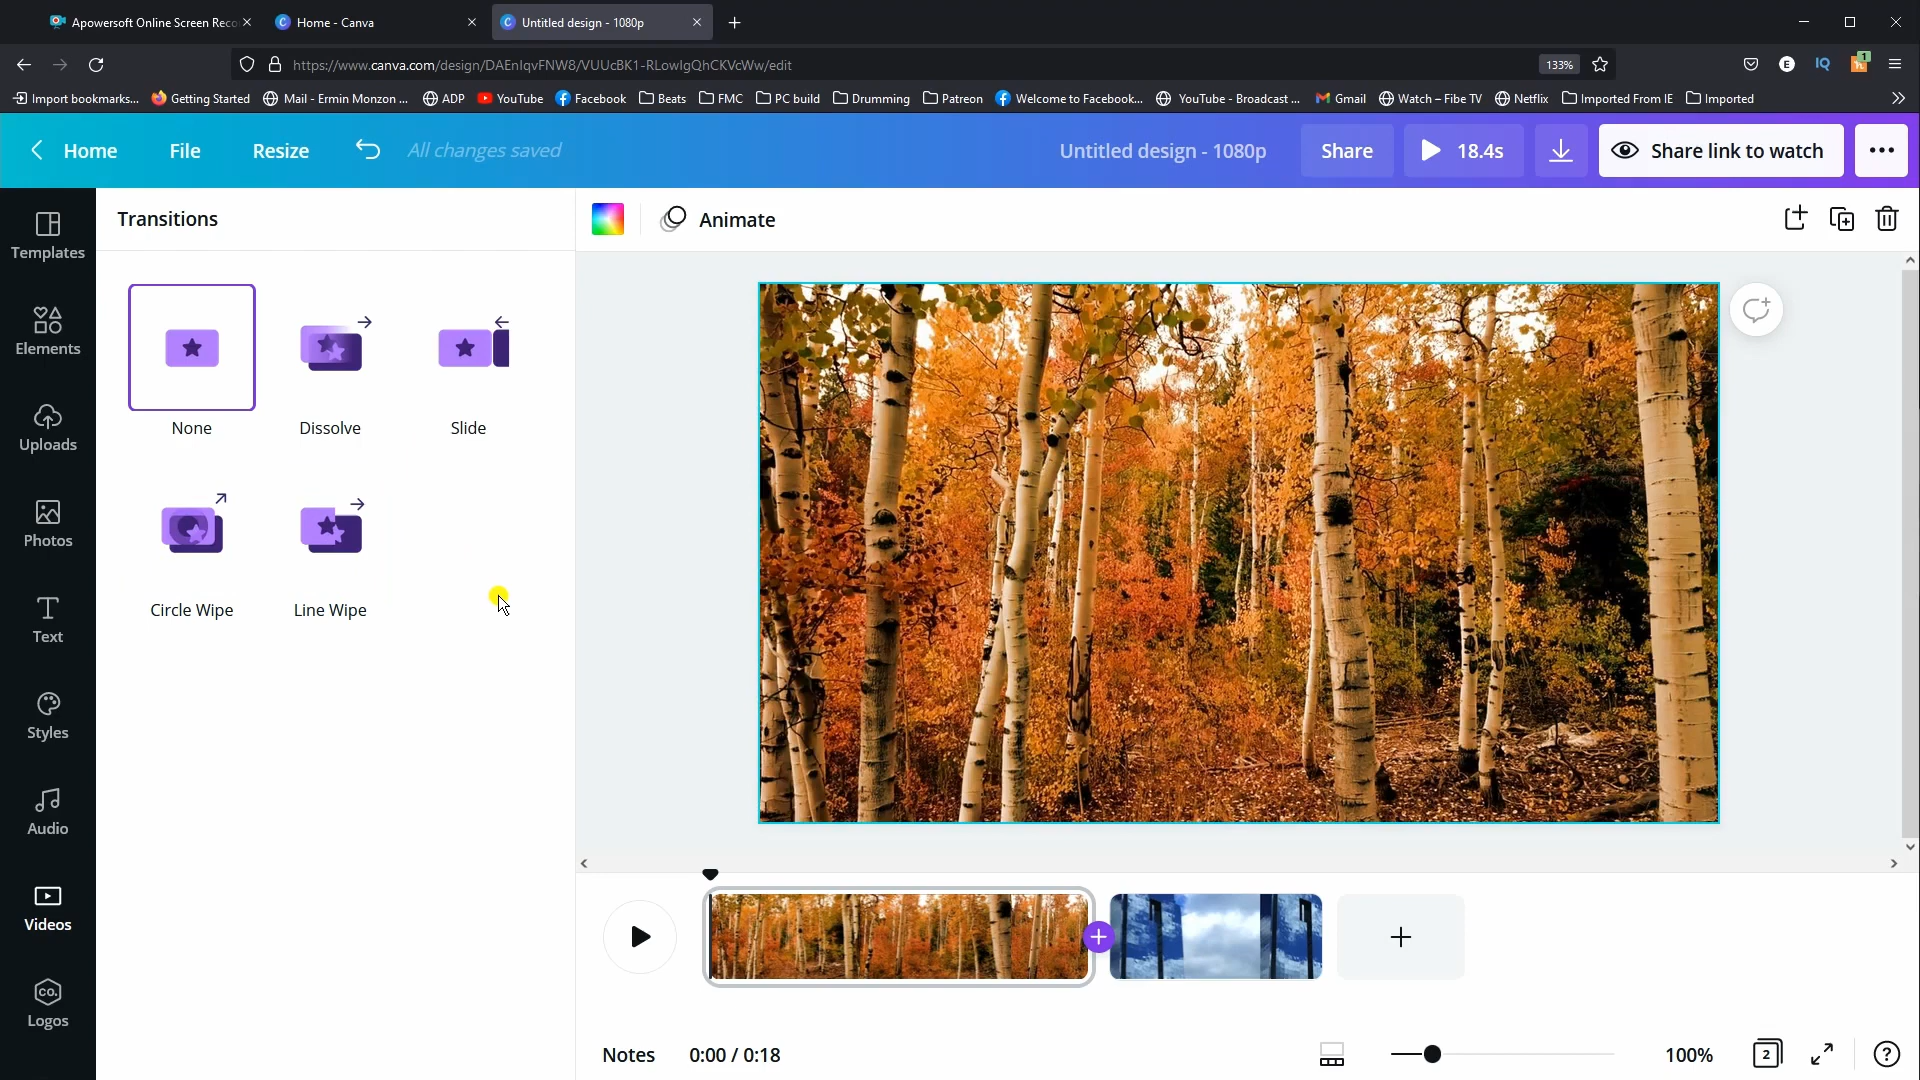 Apowersoft Online Screen Reco
Home - Canva
Untitled design - 1080p
https://www.canva.com/design/DAEnIqvFNW8/VUUcBK1-RLowIgQhCKVcWw/edit
133%
E
IQ
1
Import bookmarks...
Getting Started
Mail - Ermin Monzon ...
ADP
YouTube
Facebook
Beats
FMC
PC build
Drumming
Patreon
Welcome to Facebook...
YouTube - Broadcast ...
Gmail
Watch – Fibe TV
Netflix
Imported From IE
Imported
Home
File
Resize
All changes saved
Untitled design - 1080p
Share
18.4s
Share link to watch
Templates
Elements
Uploads
Photos
Text
Styles
Audio
Videos
CO.
Logos
Transitions
None
Dissolve
Slide
Circle Wipe
Line Wipe
Animate
Notes
0:00 / 0:18
100%
2